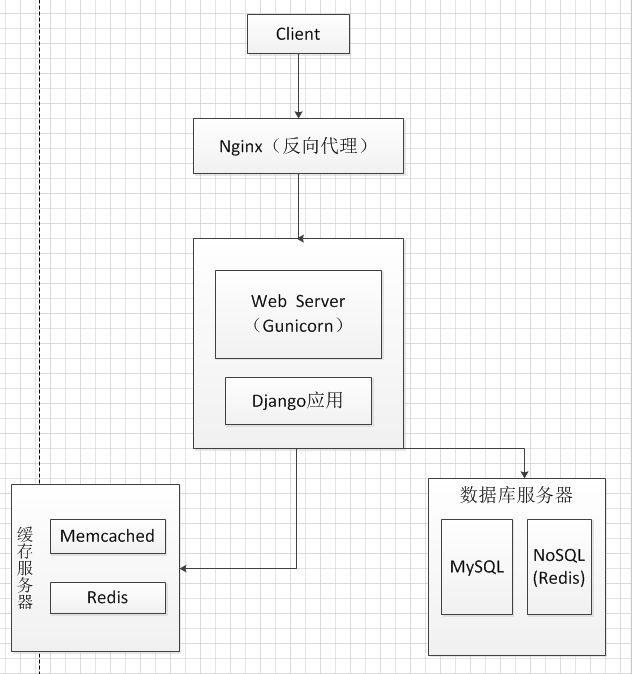 Client
Nginx（反向代理）
Web Server
（Gunicorn）
Django应用
缓存服务器
Memcached
Redis
数据库服务器
MySQL
NoSQL
(Redis)